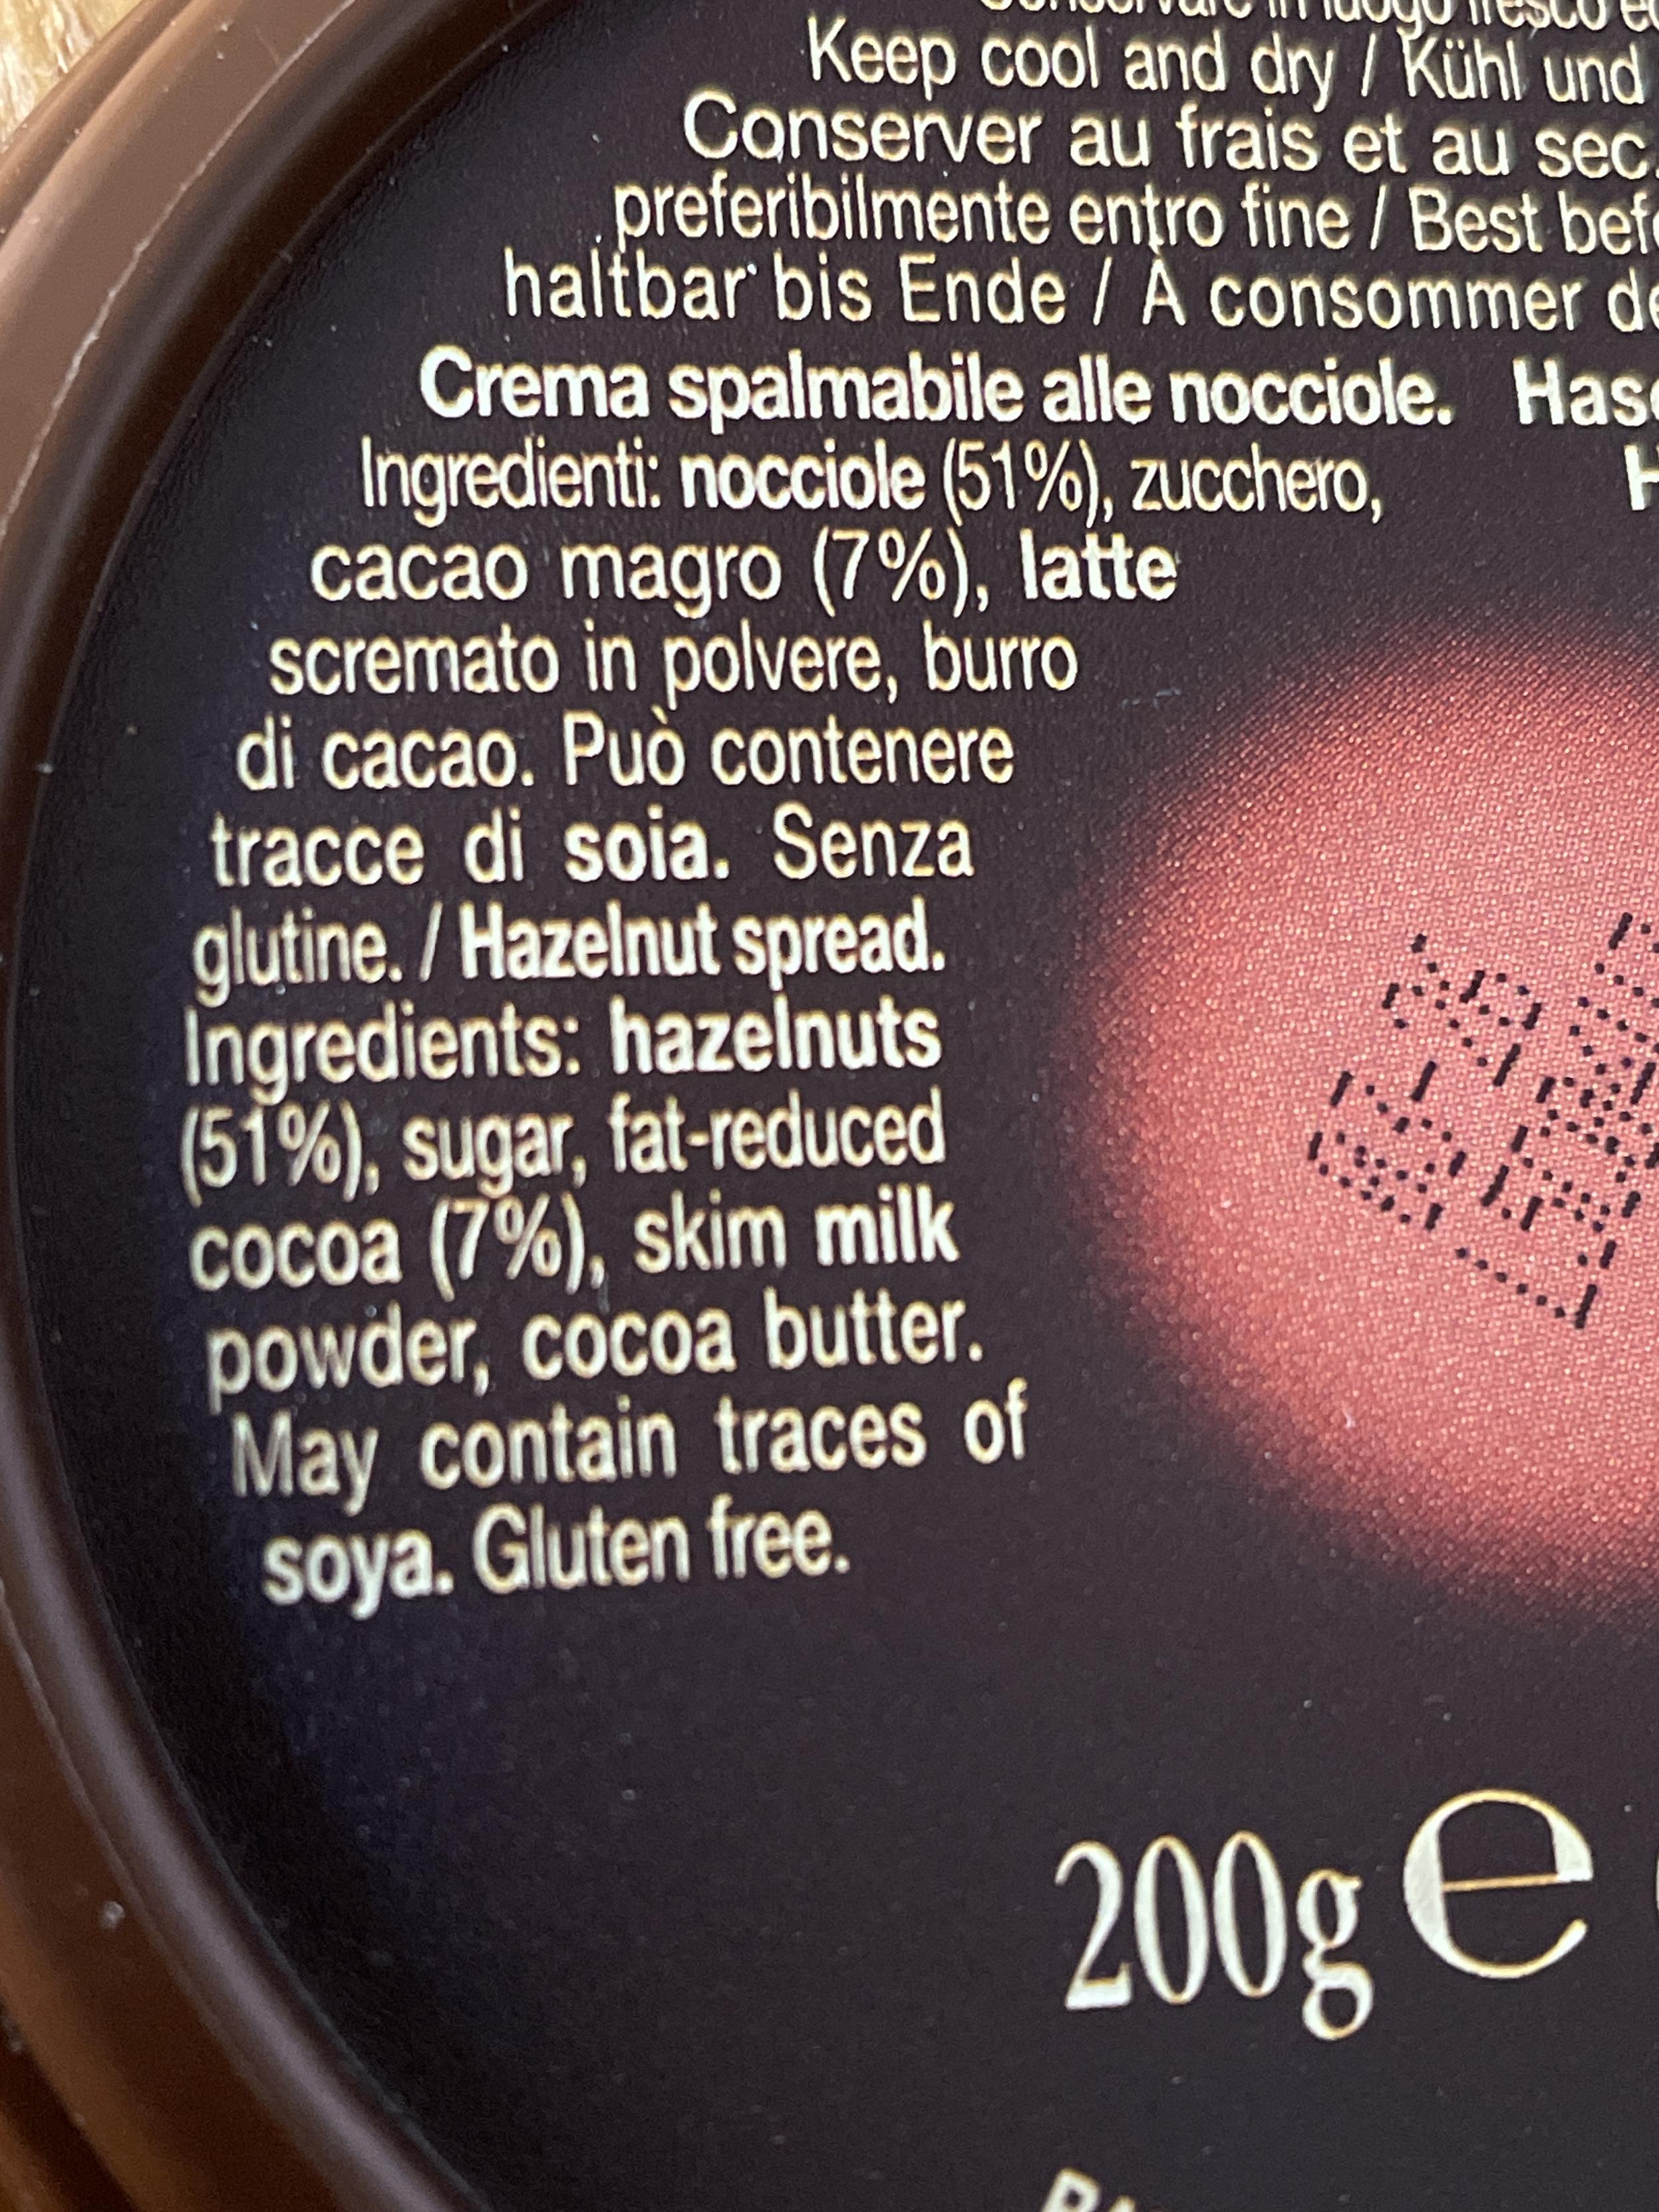 Keep cool and dry / Kühl und
Conserver au frais et au sec.
preferibilmente entro fine / Best
haltbar bis Ende / À consommer
Crema spalmabile alle nocciole.
Ingredienti: nocciole (51%), zucchero,
cacao magro (7%), latte
scremato in polvere, burro
di cacao. Può contenere
tracce di soia. Senza
glutine. / Hazelnut spread.
Ingredients: hazelnuts
(51%), sugar, fat-reduced
cocoa (7%), skim milk
powder, cocoa butter.
May contain traces of
soya. Gluten free.
200g e